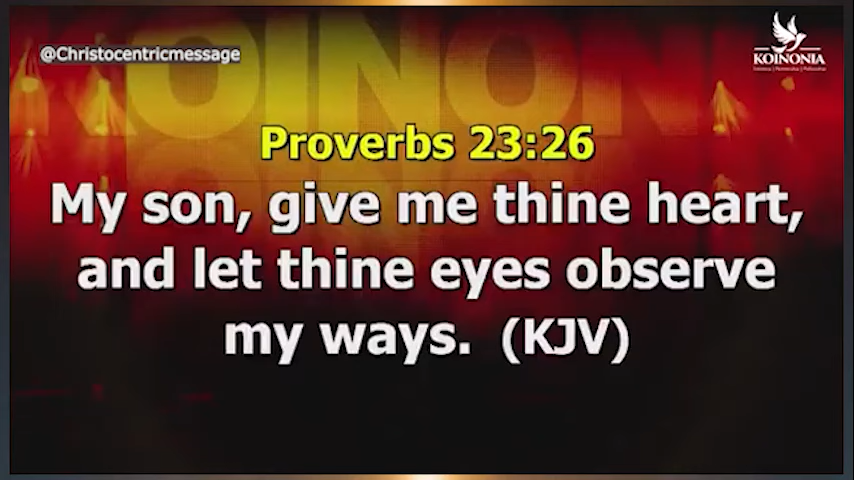 @Christocentricmessage
KOINONIA
KOINON
Proverbs 23:26
My son, give me thine heart,
and let thine eyes observe
my ways. (KJV)